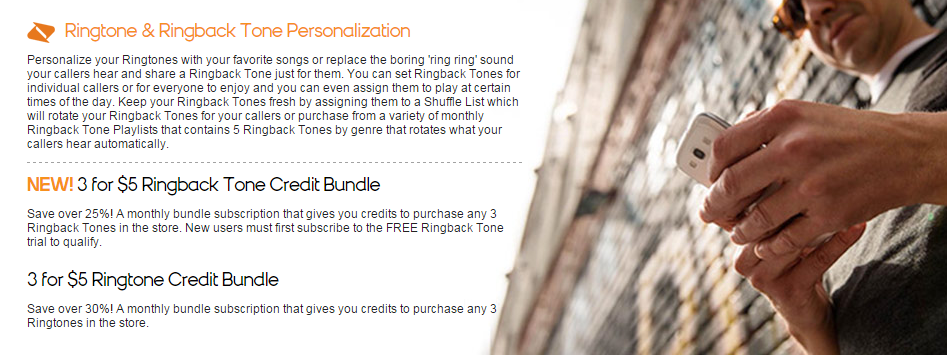 Ringtone & Ringback Tone Personalization
Personalize your Ringtones with your favorite songs or replace the boring 'ring ring' sound
your callers hear and share a Ringback Tone just for them. You can set Ringback Tones for
individual callers or for everyone to enjoy and you can even assign them to play at certain
times of the day. Keep your Ringback Tones fresh by assigning them to a Shuffle List which
will rotate your Ringback Tones for your callers or purchase from a variety of monthly
Ringback Tone Playlists that contains 5 Ringback Tones by genre that rotates what your
callers hear automatically.
NEW! 3 for $5 Ringback Tone Credit Bundle
Save over 25%! A monthly bundle subscription that gives you credits to purchase any 3
Ringback Tones in the store. New users must first subscribe to the FREE Ringback Tone
trial to qualify.
3 for $5 Ringtone Credit Bundle
Save over 30%! A monthly bundle subscription that gives you credits to purchase any 3
Ringtones in the store.